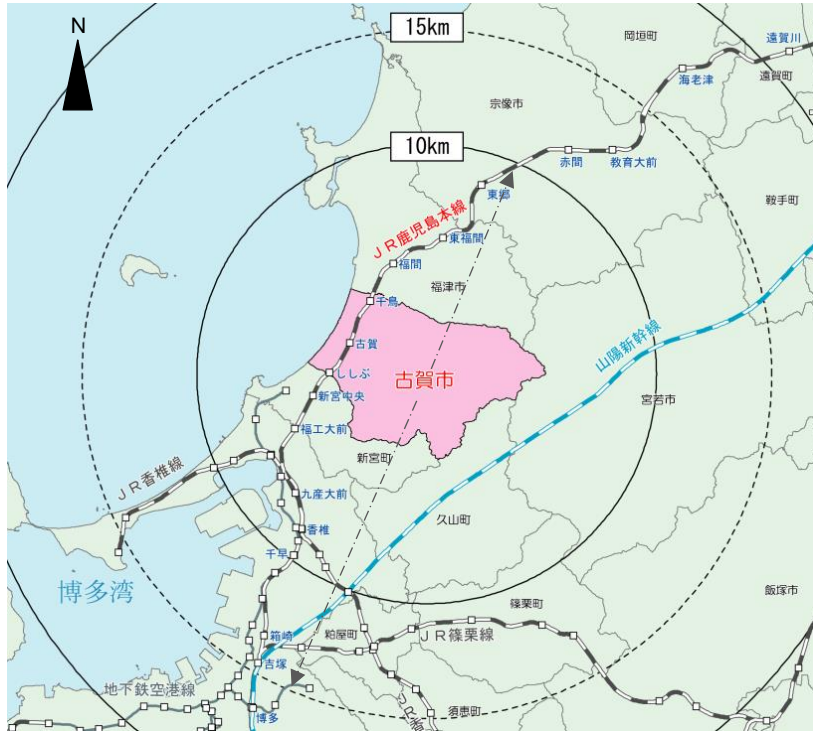 N
15km
岡垣町
遠賀川
海老津
遠賀町
宗像市
10km
赤間
教育大前
東郷
鞍手町
JR鹿児島本線
東福間
福間
福津市
千鳥
山陽新幹線
古賀
ししぶ
古賀市
新宮中央
宮若市
福工大前
新宮町
JR香椎線
九産大前
久山町
香椎
千早
博多湾
飯塚市
篠栗町
箱崎
粕屋町
JR篠栗線
吉塚
地下鉄空港線
博多
須恵町
JR香